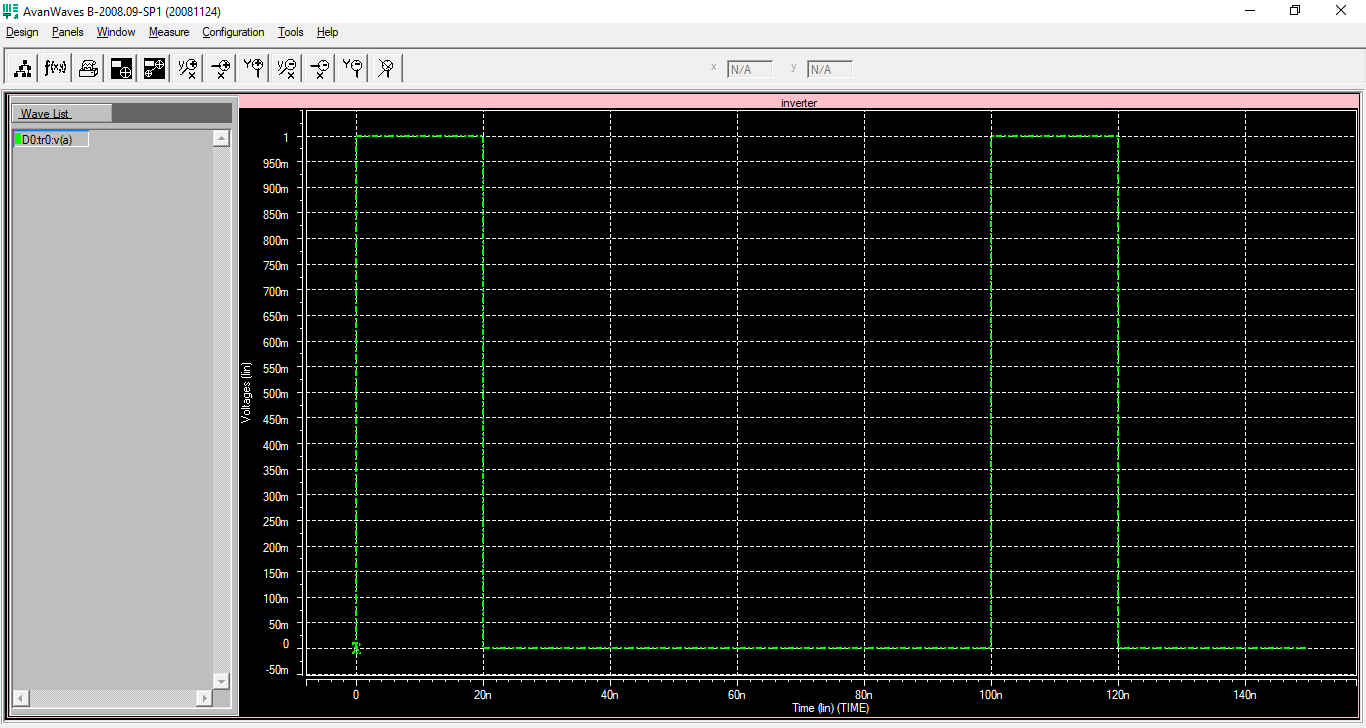 AvanWaves B-2008.09-SP1 (20081124)
Design Panels Window Measure Configuration Tools Help
f(x)
x N/A y N/A
Wave List
D0:tr0:v(a)
inverter
1
950m
900m
850m
800m
750m
700m
650m
600m
550m
500m
450m
400m
350m
300m
250m
200m
150m
100m
50m
0
-50m
Voltages (lin)
0 20n 40n 60n 80n 100n 120n 140n
Time (lin) (TIME)